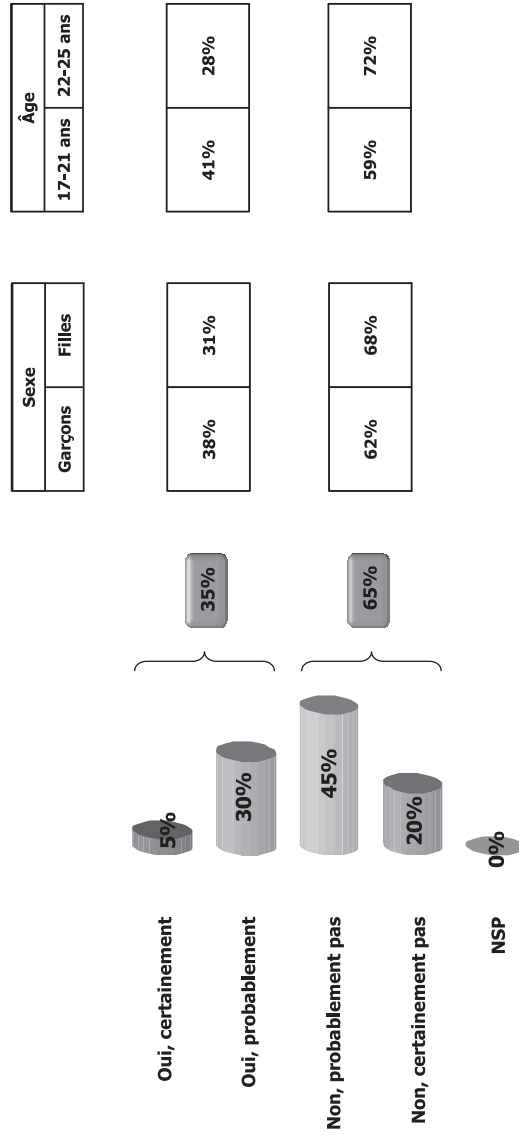 Sexe
Âge
Garçons Filles
17-21 ans 22-25 ans
Oui, certainement 5%
Oui, probablement 30%
35%
38% 31%
41% 28%
Non, probablement pas 45%
Non, certainement pas 20%
65%
62% 68%
59% 72%
NSP 0%